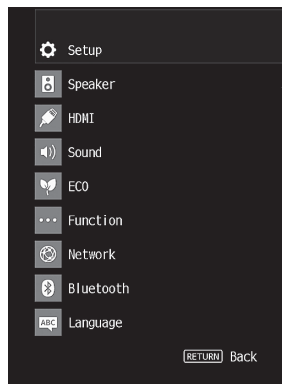 Setup
Speaker
HDMI
Sound
ECO
Function
Network
Bluetooth
ABC Language
RETURN Back